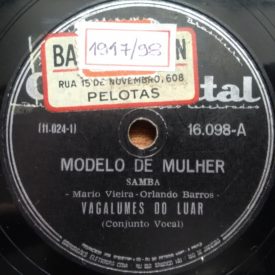 BA
1947/98
N
RUA 15 DE NOVEMBRO, 608
PELOTAS
tal
(11-024-1)
16.098-A
MODELO DE MULHER
SAMBA
- Mario Vieira - Orlando Barros -
VAGALUMES DO LUAR
(Conjunto Vocal)